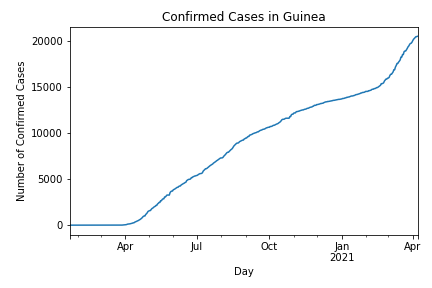 Confirmed Cases in Guinea
20000
15000
10000
5000
0
Number of Confirmed Cases
Apr Jul Oct Jan Apr
2021
Day